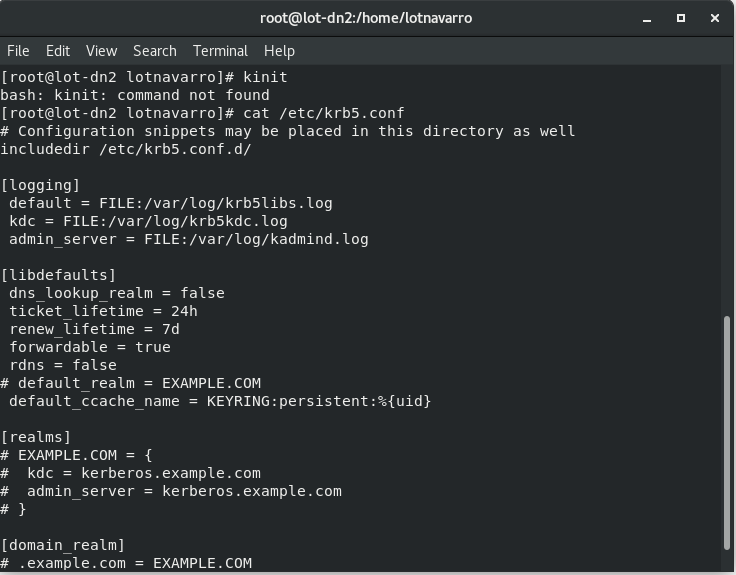 root@lot-dn2:/home/lotnavarro
File Edit View Search Terminal Help
[root@lot-dn2 lotnavarro]# kinit
bash: kinit: command not found
[root@lot-dn2 lotnavarro]# cat /etc/krb5.conf
# Configuration snippets may be placed in this directory as well
includedir /etc/krb5.conf.d/

[logging]
 default = FILE:/var/log/krb5libs.log
 kdc = FILE:/var/log/krb5kdc.log
 admin_server = FILE:/var/log/kadmind.log

[libdefaults]
 dns_lookup_realm = false
 ticket_lifetime = 24h
 renew_lifetime = 7d
 forwardable = true
 rdns = false
# default_realm = EXAMPLE.COM
 default_ccache_name = KEYRING:persistent:%{uid}

[realms]
# EXAMPLE.COM = {
#  kdc = kerberos.example.com
#  admin_server = kerberos.example.com
# }

[domain_realm]
# .example.com = EXAMPLE.COM